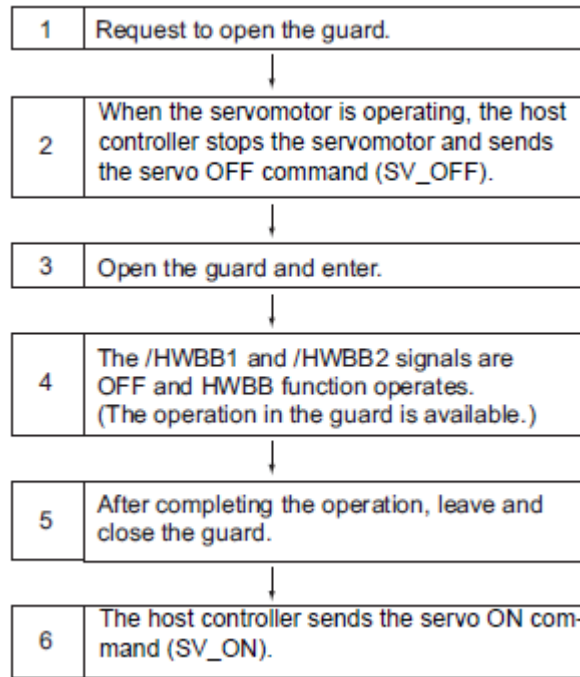 1 Request to open the guard.
When the servomotor is operating, the host
2 controller stops the servomotor and sends
the servo OFF command (SV_OFF).
3 Open the guard and enter.
The /HWBB1 and /HWBB2 signals are
4 OFF and HWBB function operates.
(The operation in the guard is available.)
5 After completing the operation, leave and
close the guard.
6 The host controller sends the servo ON com-
mand (SV_ON).